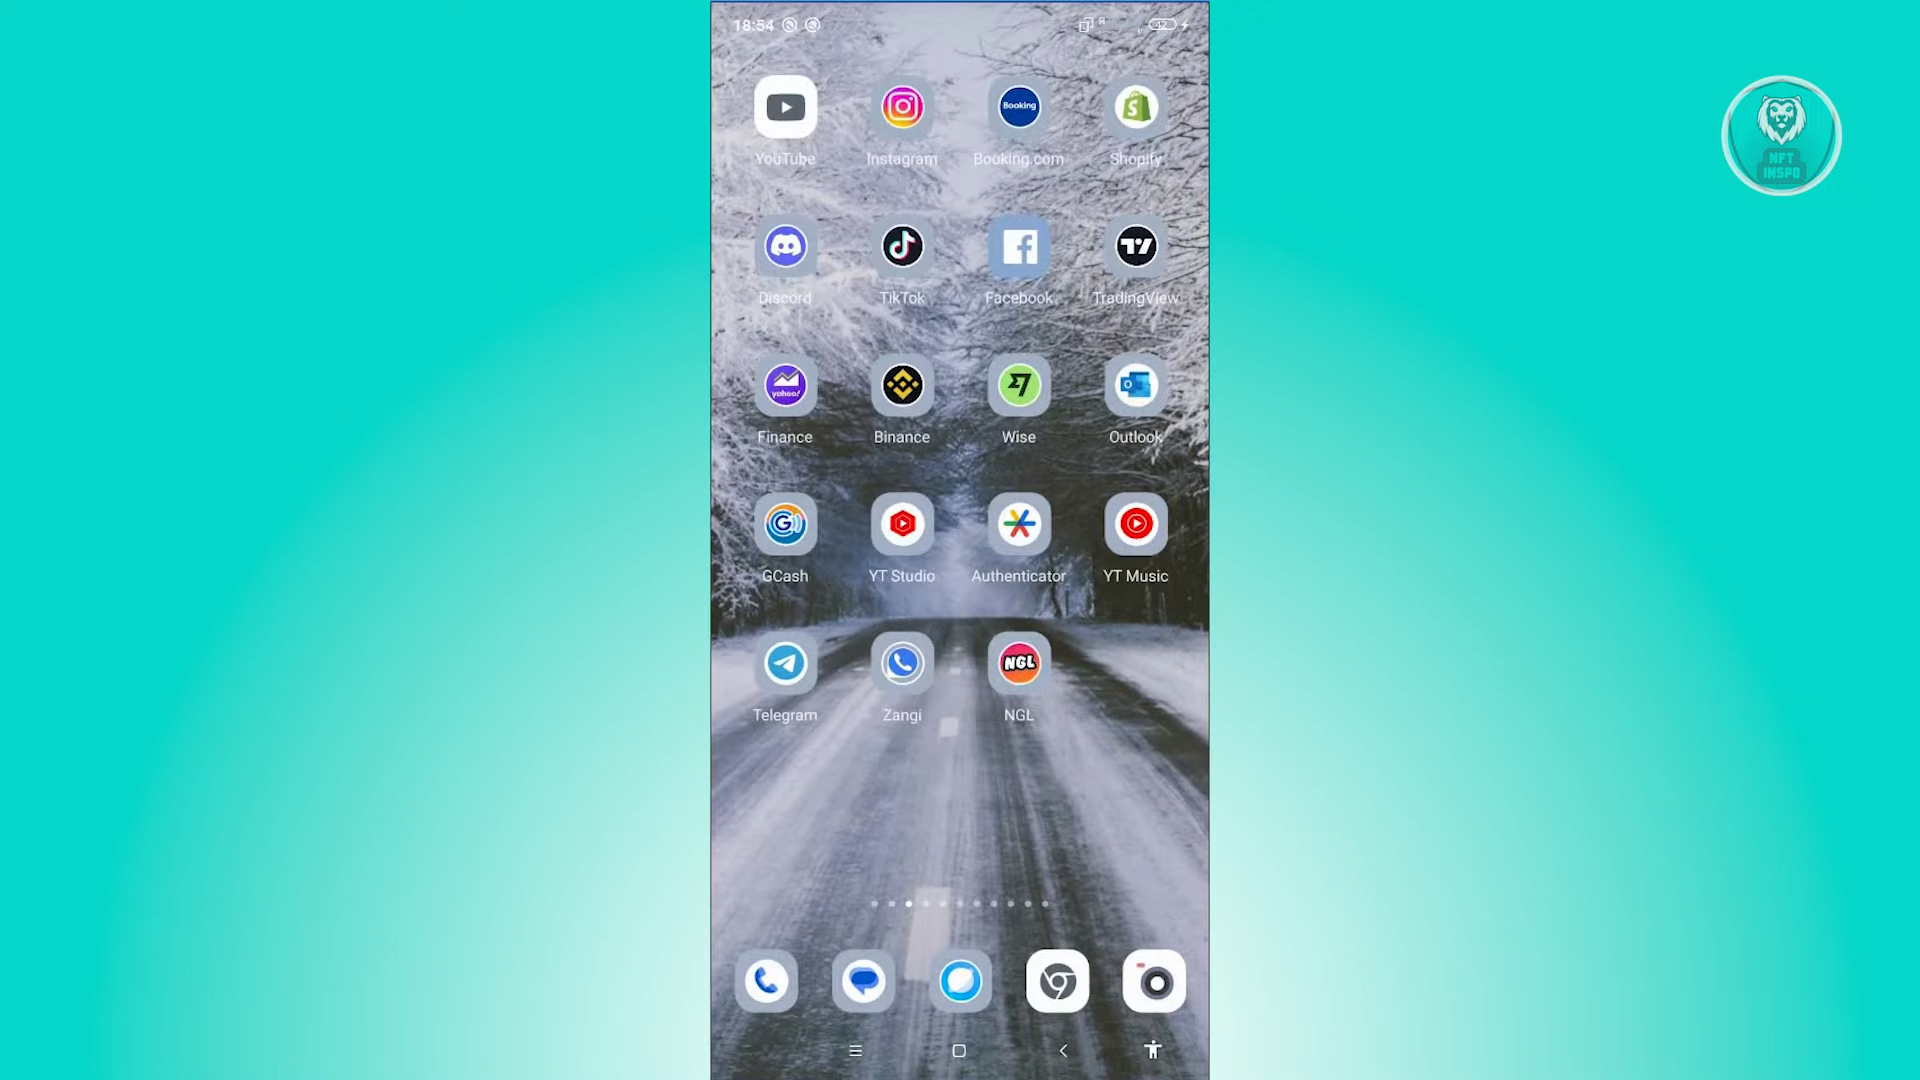 18:54
R
42
YouTube
Instagram
Booking
Booking.com
Shopify
Discord
TikTok
Facebook
TradingView
yahoo!
Finance
Binance
Wise
Outlook
GCash
YT Studio
Authenticator
YT Music
NGL
Telegram
Zangi
NGL
NFT
INSPO